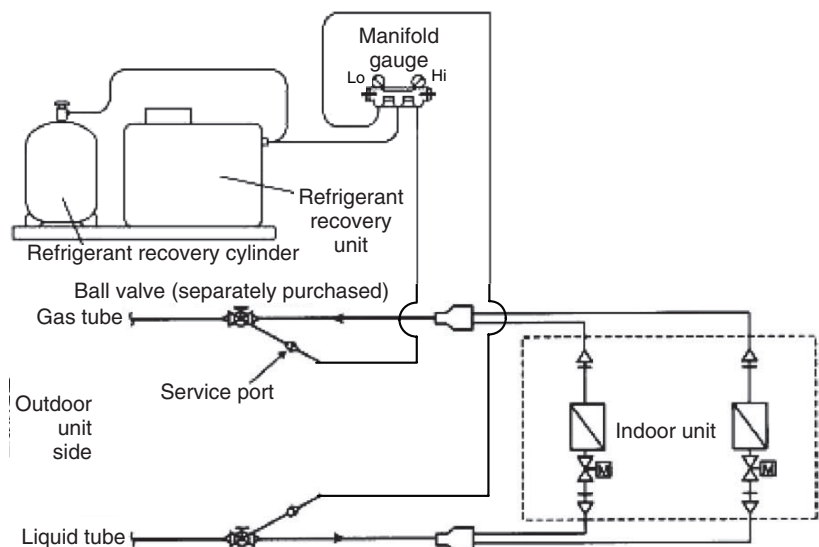 Manifold
gauge
Lo
Hi
Refrigerant
recovery
unit
Refrigerant recovery cylinder
Ball valve (separately purchased)
Gas tube
Service port
Outdoor
unit
side
Indoor unit
M
M
Liquid tube